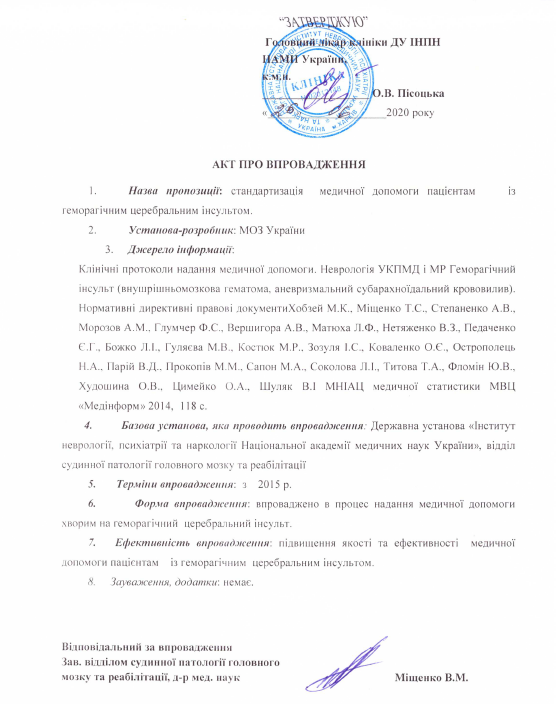 “ЗАТВЕРДЖУЮ”
Головний лікар клініки ДУ ІНПН
НАМН України,
к.м.н.
О.В. Пісоцька
« » 2020 року
КЛІНІКА
УКРАЇНА
ХАРКІВ
АКТ ПРО ВПРОВАДЖЕННЯ
1. Назва пропозиції: стандартизація медичної допомоги пацієнтам із
геморагічним церебральним інсультом.
2. Установа-розробник: МОЗ України
3. Джерело інформації:
Клінічні протоколи надання медичної допомоги. Неврологія УКПМД і МР Геморагічний
інсульт (внушрішньомозкова гематома, аневризмальний субарахноїдальний крововилив).
Нормативні директивні правові документиХобзей М.К., Міщенко Т.С., Степаненко А.В.,
Морозов А.М., Глумчер Ф.С., Вершигора А.В., Матюха Л.Ф., Нетяженко В.З., Педаченко
Є.Г., Божко Л.І., Гуляєва М.В., Костюк М.Р., Зозуля І.С., Коваленко О.Є., Острополець
Н.А., Парій В.Д., Прокопів М.М., Сапон М.А., Соколова Л.І., Титова Т.А., Фломін Ю.В.,
Худошина О.В., Цимейко О.А., Шуляк В.І МНІАЦ медичної статистики МВЦ
«Медінформ» 2014, 118 с.
4. Базова установа, яка проводить впровадження: Державна установа «Інститут
неврології, психіатрії та наркології Національної академії медичних наук України», відділ
судинної патології головного мозку та реабілітації
5. Терміни впровадження: з 2015 р.
6. Форма впровадження: впроваджено в процес надання медичної допомоги
хворим на геморагічний церебральний інсульт.
7. Ефективність впровадження: підвищення якості та ефективності медичної
допомоги пацієнтам із геморагічним церебральним інсультом.
8. Зауваження, додатки: немає.
Відповідальний за впровадження
Зав. відділом судинної патології головного
мозку та реабілітації, д-р мед. наук Міщенко В.М.